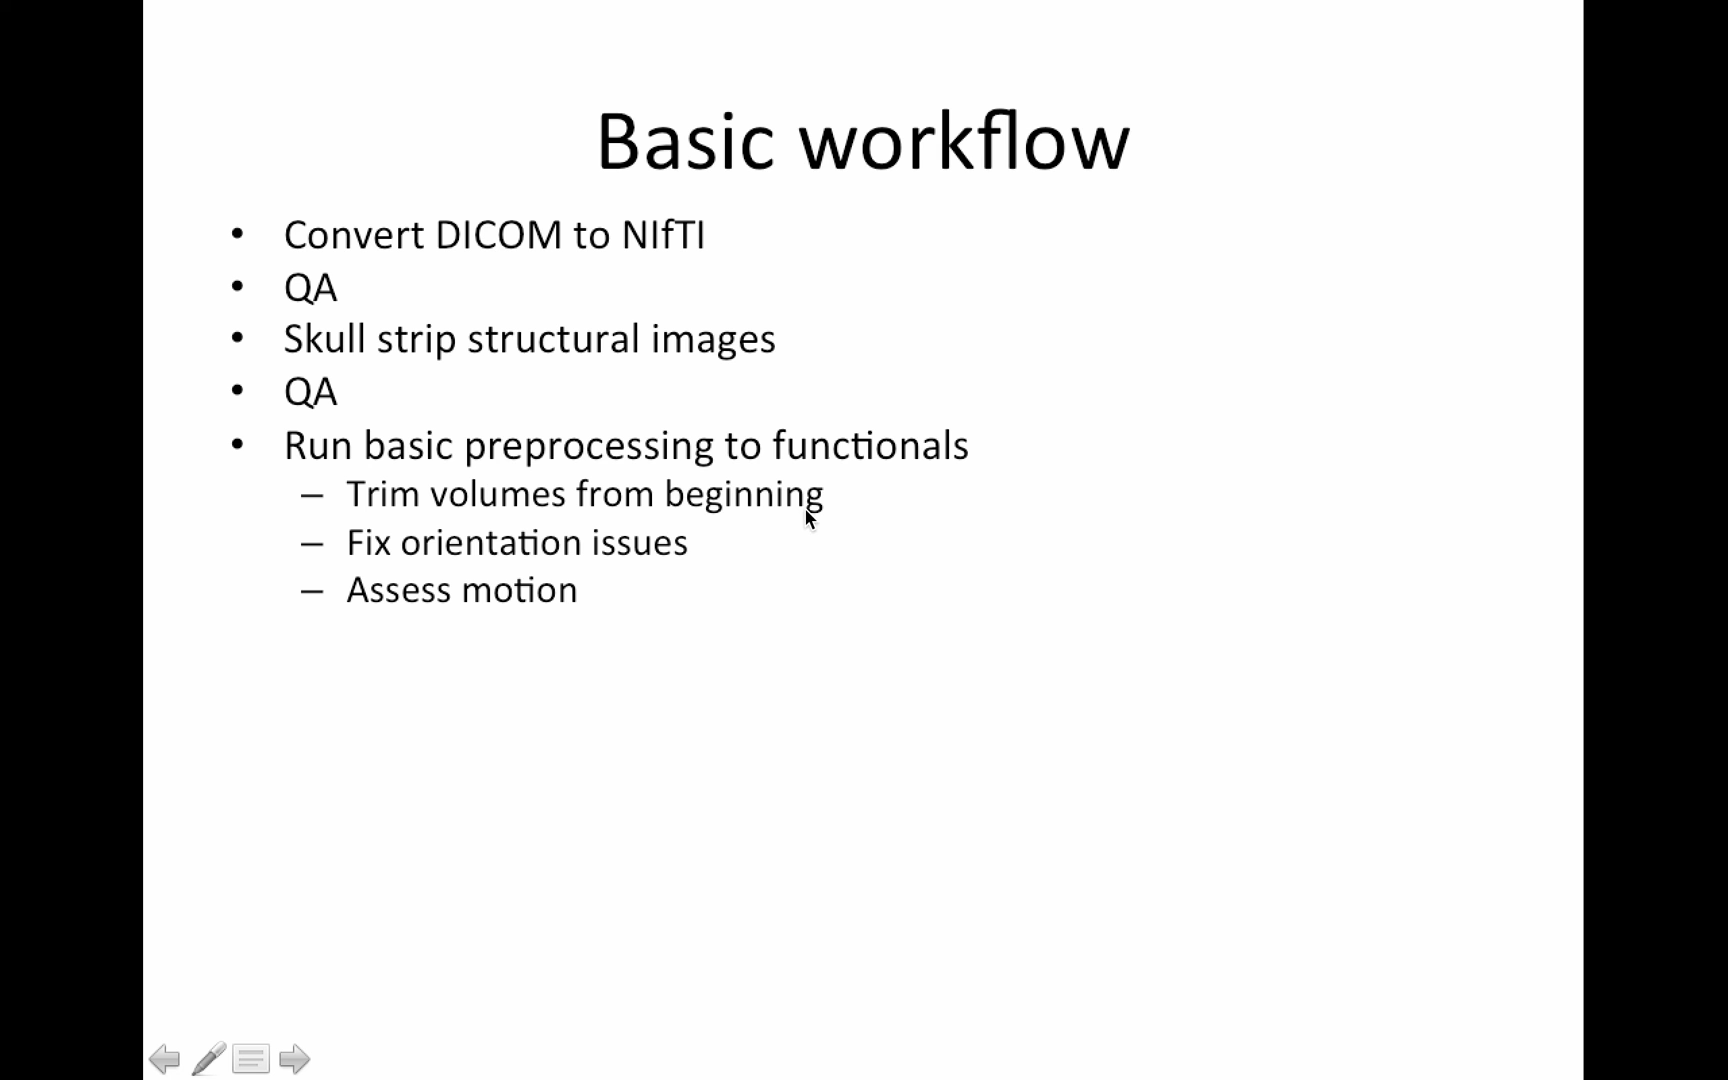 Basic workflow
• Convert DICOM to NIfTI
• QA
• Skull strip structural images
• QA
• Run basic preprocessing to functionals
– Trim volumes from beginning
– Fix orientation issues
– Assess motion